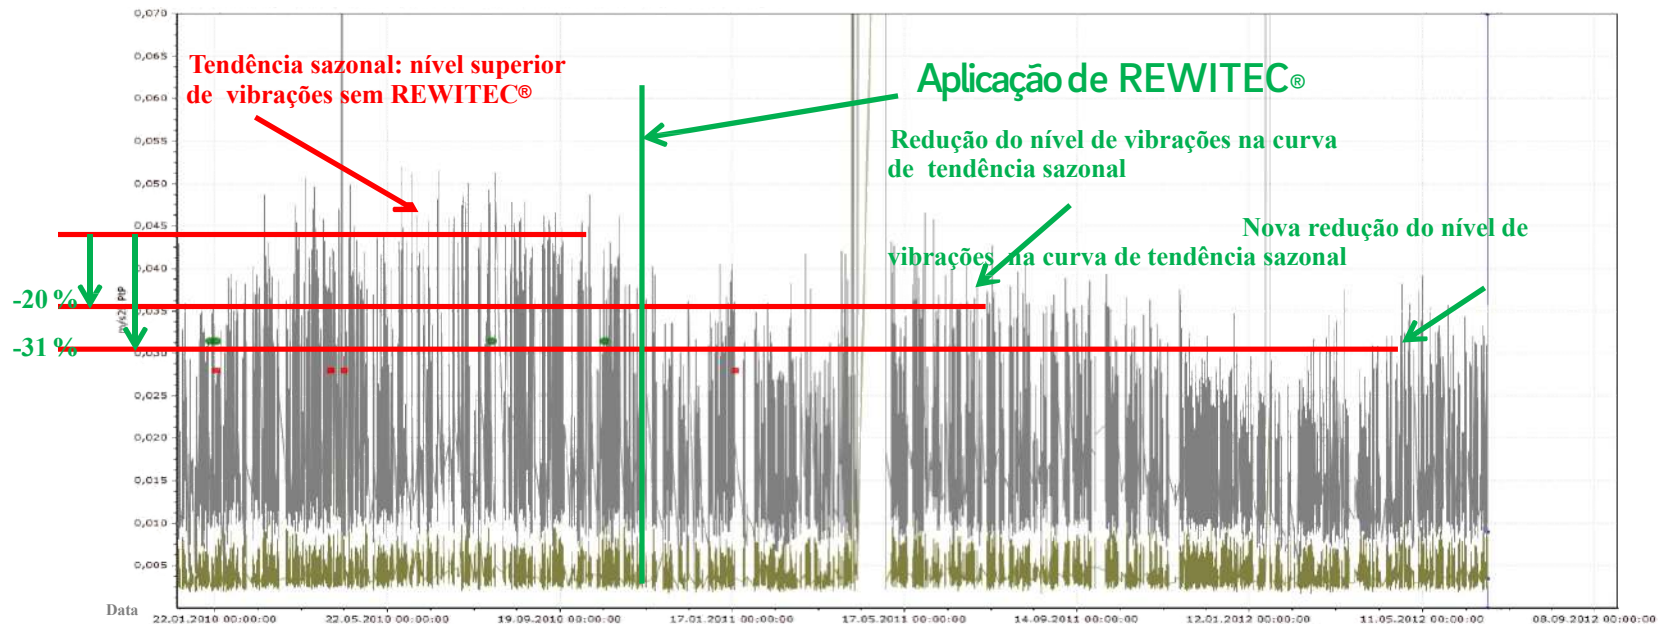 0,070
0,065
Tendência sazonal: nível superior
de vibrações sem REWITEC®
Aplicação de REWITEC®
0,060
0,055
Redução do nível de vibrações na curva
de tendência sazonal
0,050
0,045
Nova redução do nível de
vibrações na curva de tendência sazonal
0,040
-20 %
0,035
m/s2 PtP
-31 %
0,030
0,025
0,020
0,015
0,010
0,005
Data
22.01.2010 00:00:00 22.05.2010 00:00:00 19.09.2010 00:00:00 17.01.2011 00:00:00 17.05.2011 00:00:00 14.09.2011 00:00:00 12.01.2012 00:00:00 11.05.2012 00:00:00 08.09.2012 00:00:00